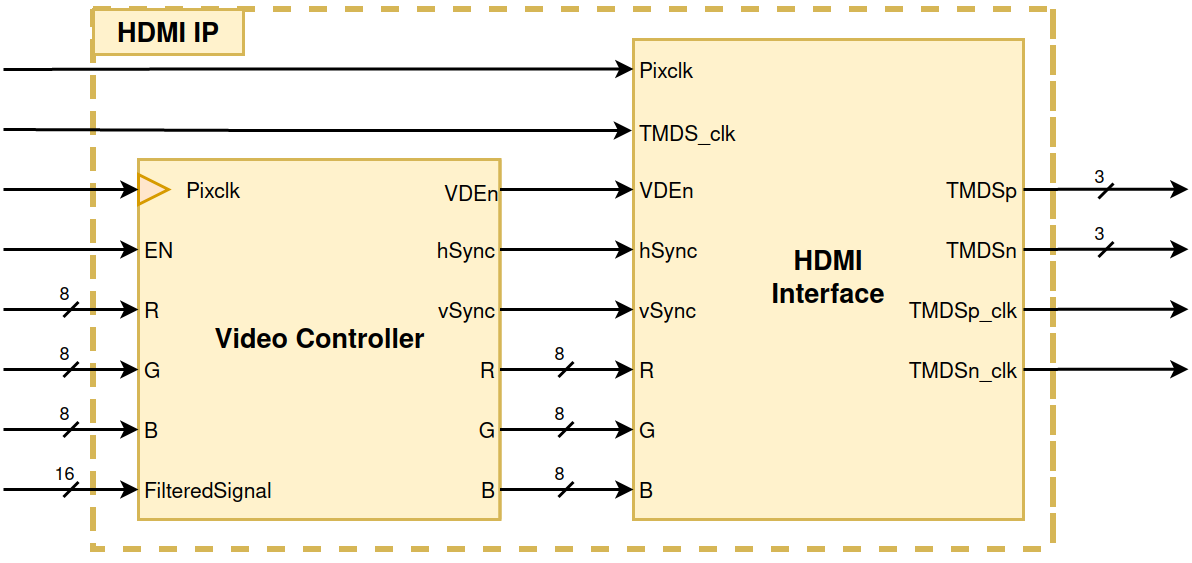 HDMI IP
Pixclk
TMDS_clk
Pixclk
VDEn
VDEn
TMDSp
3
EN
hSync
hSync
TMDSn
3
HDMI
Interface
8
R
vSync
vSync
TMDSp_clk
Video Controller
8
G
R
8
R
TMDSn_clk
8
B
G
8
G
16
FilteredSignal
B
8
B